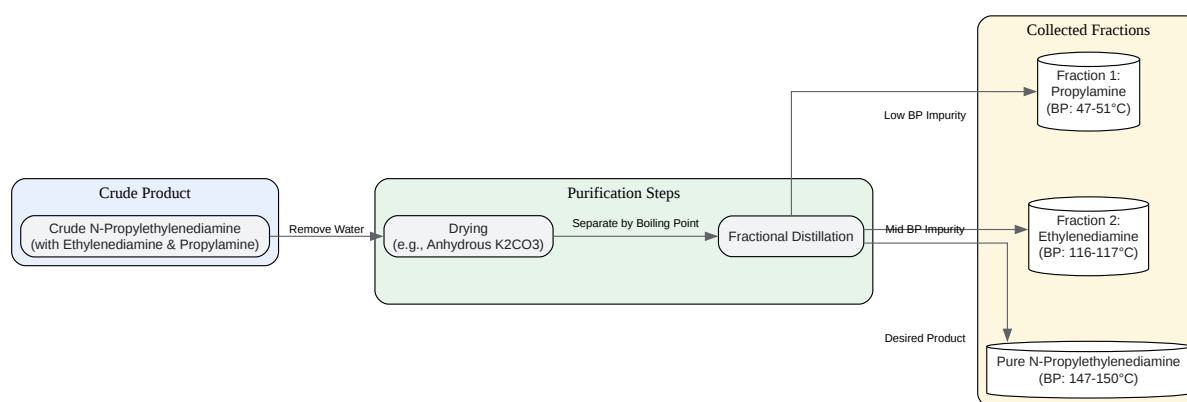 Crude Product
Crude N-Propylethylenediamine
(with Ethylenediamine & Propylamine)
Remove Water
Purification Steps
Drying
(e.g., Anhydrous K2CO3)
Separate by Boiling Point
Fractional Distillation
Low BP Impurity
Mid BP Impurity
Desired Product
Collected Fractions
Fraction 1:
Propylamine
(BP: 47-51°C)
Fraction 2:
Ethylenediamine
(BP: 116-117°C)
Pure N-Propylethylenediamine
(BP: 147-150°C)